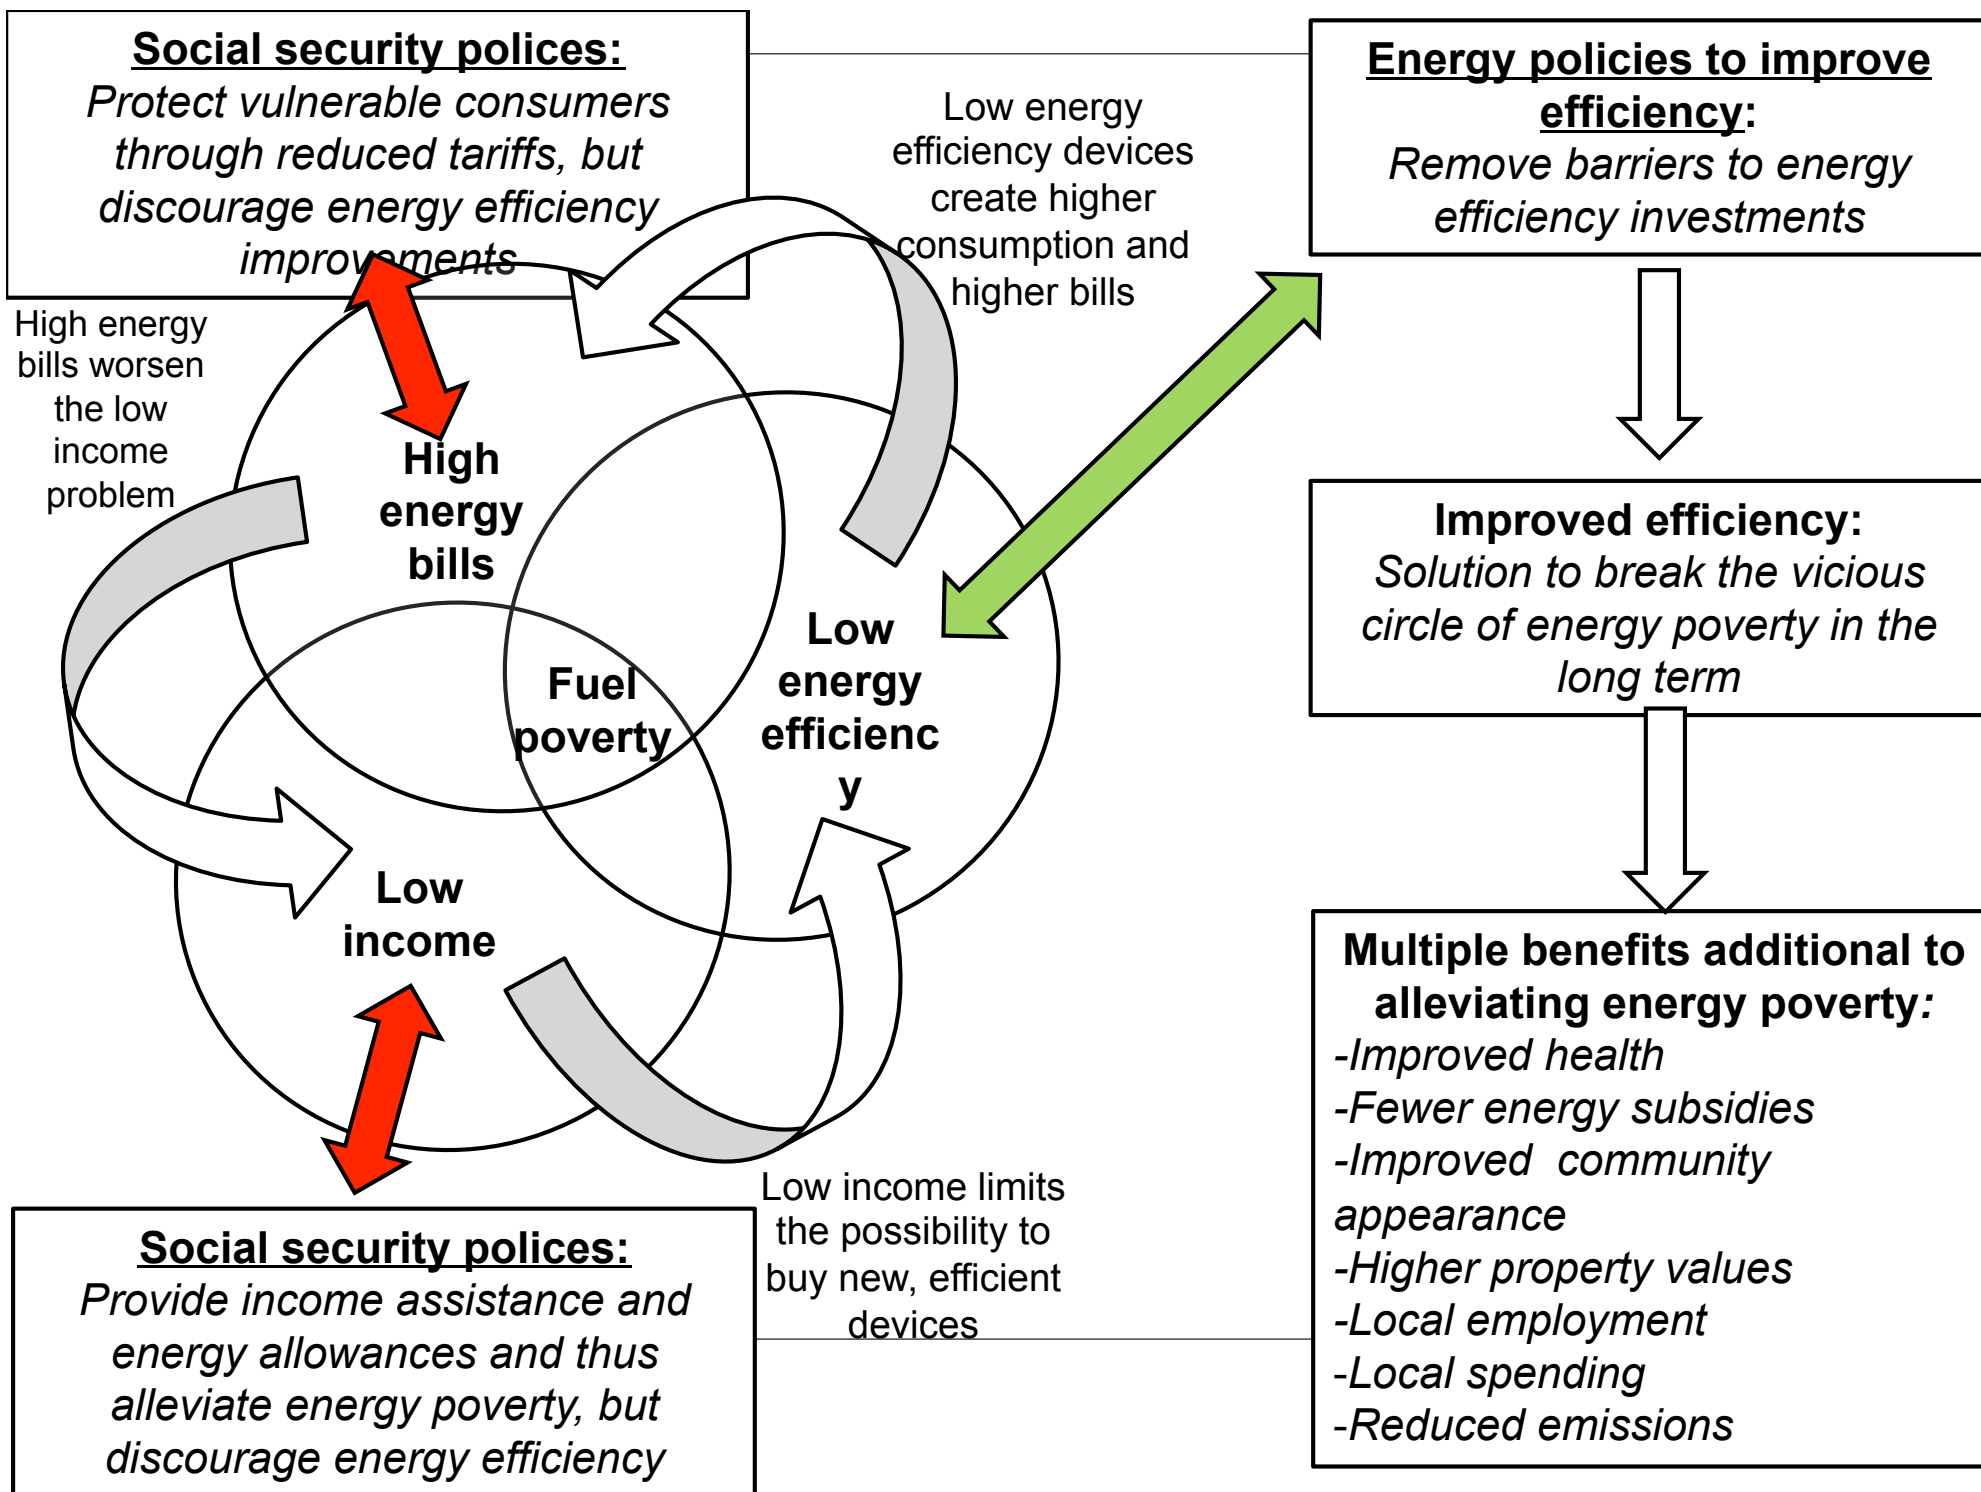 Social security polices:
Protect vulnerable consumers
through reduced tariffs, but
discourage energy efficiency
improvements
Low energy
efficiency devices
create higher
consumption and
higher bills
Energy policies to improve
efficiency:
Remove barriers to energy
efficiency investments
High energy
bills worsen
the low
income
problem
High
energy
bills
Low
energy
efficienc
y
Fuel
poverty
Low
income
Improved efficiency:
Solution to break the vicious
circle of energy poverty in the
long term
Multiple benefits additional to
alleviating energy poverty:
-Improved health
-Fewer energy subsidies
-Improved  community
appearance
-Higher property values
-Local employment
-Local spending
-Reduced emissions
Low income limits
the possibility to
buy new, efficient
devices
Social security polices:
Provide income assistance and
energy allowances and thus
alleviate energy poverty, but
discourage energy efficiency